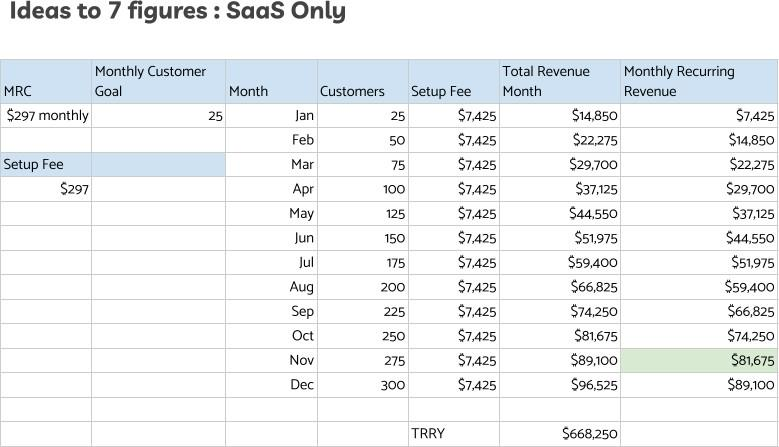 Ideas to 7 figures : SaaS Only
MRC Monthly Customer Goal Month Customers Setup Fee Total Revenue Month Monthly Recurring Revenue
$297 monthly 25 Jan 25 $7,425 $14,850 $7,425
Feb 50 $7,425 $22,275 $14,850
Setup Fee Mar 75 $7,425 $29,700 $22,275
$297 Apr 100 $7,425 $37,125 $29,700
May 125 $7,425 $44,550 $37,125
Jun 150 $7,425 $51,975 $44,550
Jul 175 $7,425 $59,400 $51,975
Aug 200 $7,425 $66,825 $59,400
Sep 225 $7,425 $74,250 $66,825
Oct 250 $7,425 $81,675 $74,250
Nov 275 $7,425 $89,100 $81,675
Dec 300 $7,425 $96,525 $89,100
TRRY $668,250